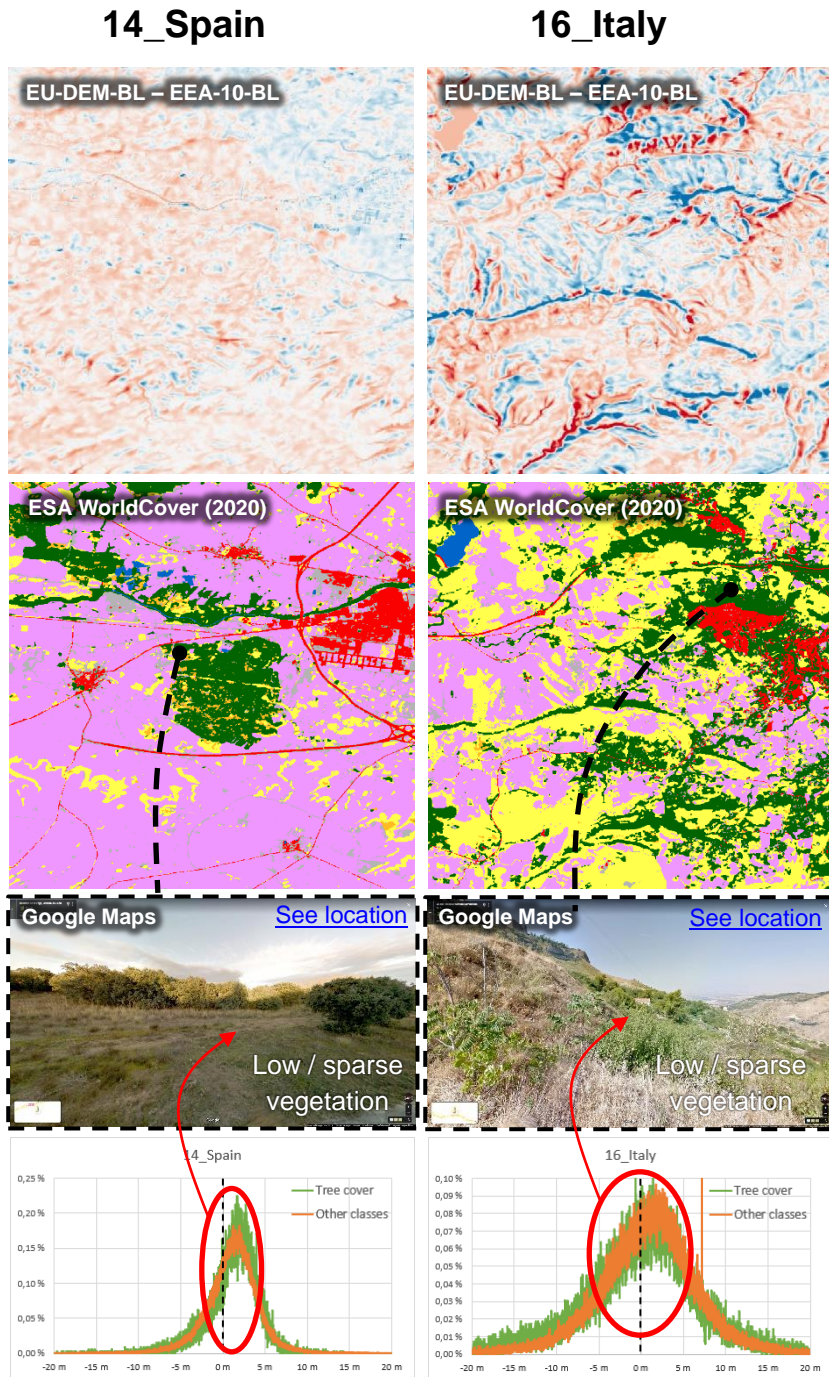 14_Spain
16_Italy
EU-DEM-BL – EEA-10-BL
EU-DEM-BL – EEA-10-BL
ESA WorldCover (2020)
ESA WorldCover (2020)
Google Maps
See location
Google Maps
See location
Low / sparse
vegetation
Low / sparse
vegetation
14_Spain
0,25 %
0,20 %
0,15 %
0,10 %
0,05 %
0,00 %
Tree cover
Other classes
-20 m
-15 m
-10 m
-5 m
0 m
5 m
10 m
15 m
20 m
16_Italy
0,10 %
0,09 %
0,08 %
0,07 %
0,06 %
0,05 %
0,04 %
0,03 %
0,02 %
0,01 %
0,00 %
Tree cover
Other classes
-20 m
-15 m
-10 m
-5 m
0 m
5 m
10 m
15 m
20 m